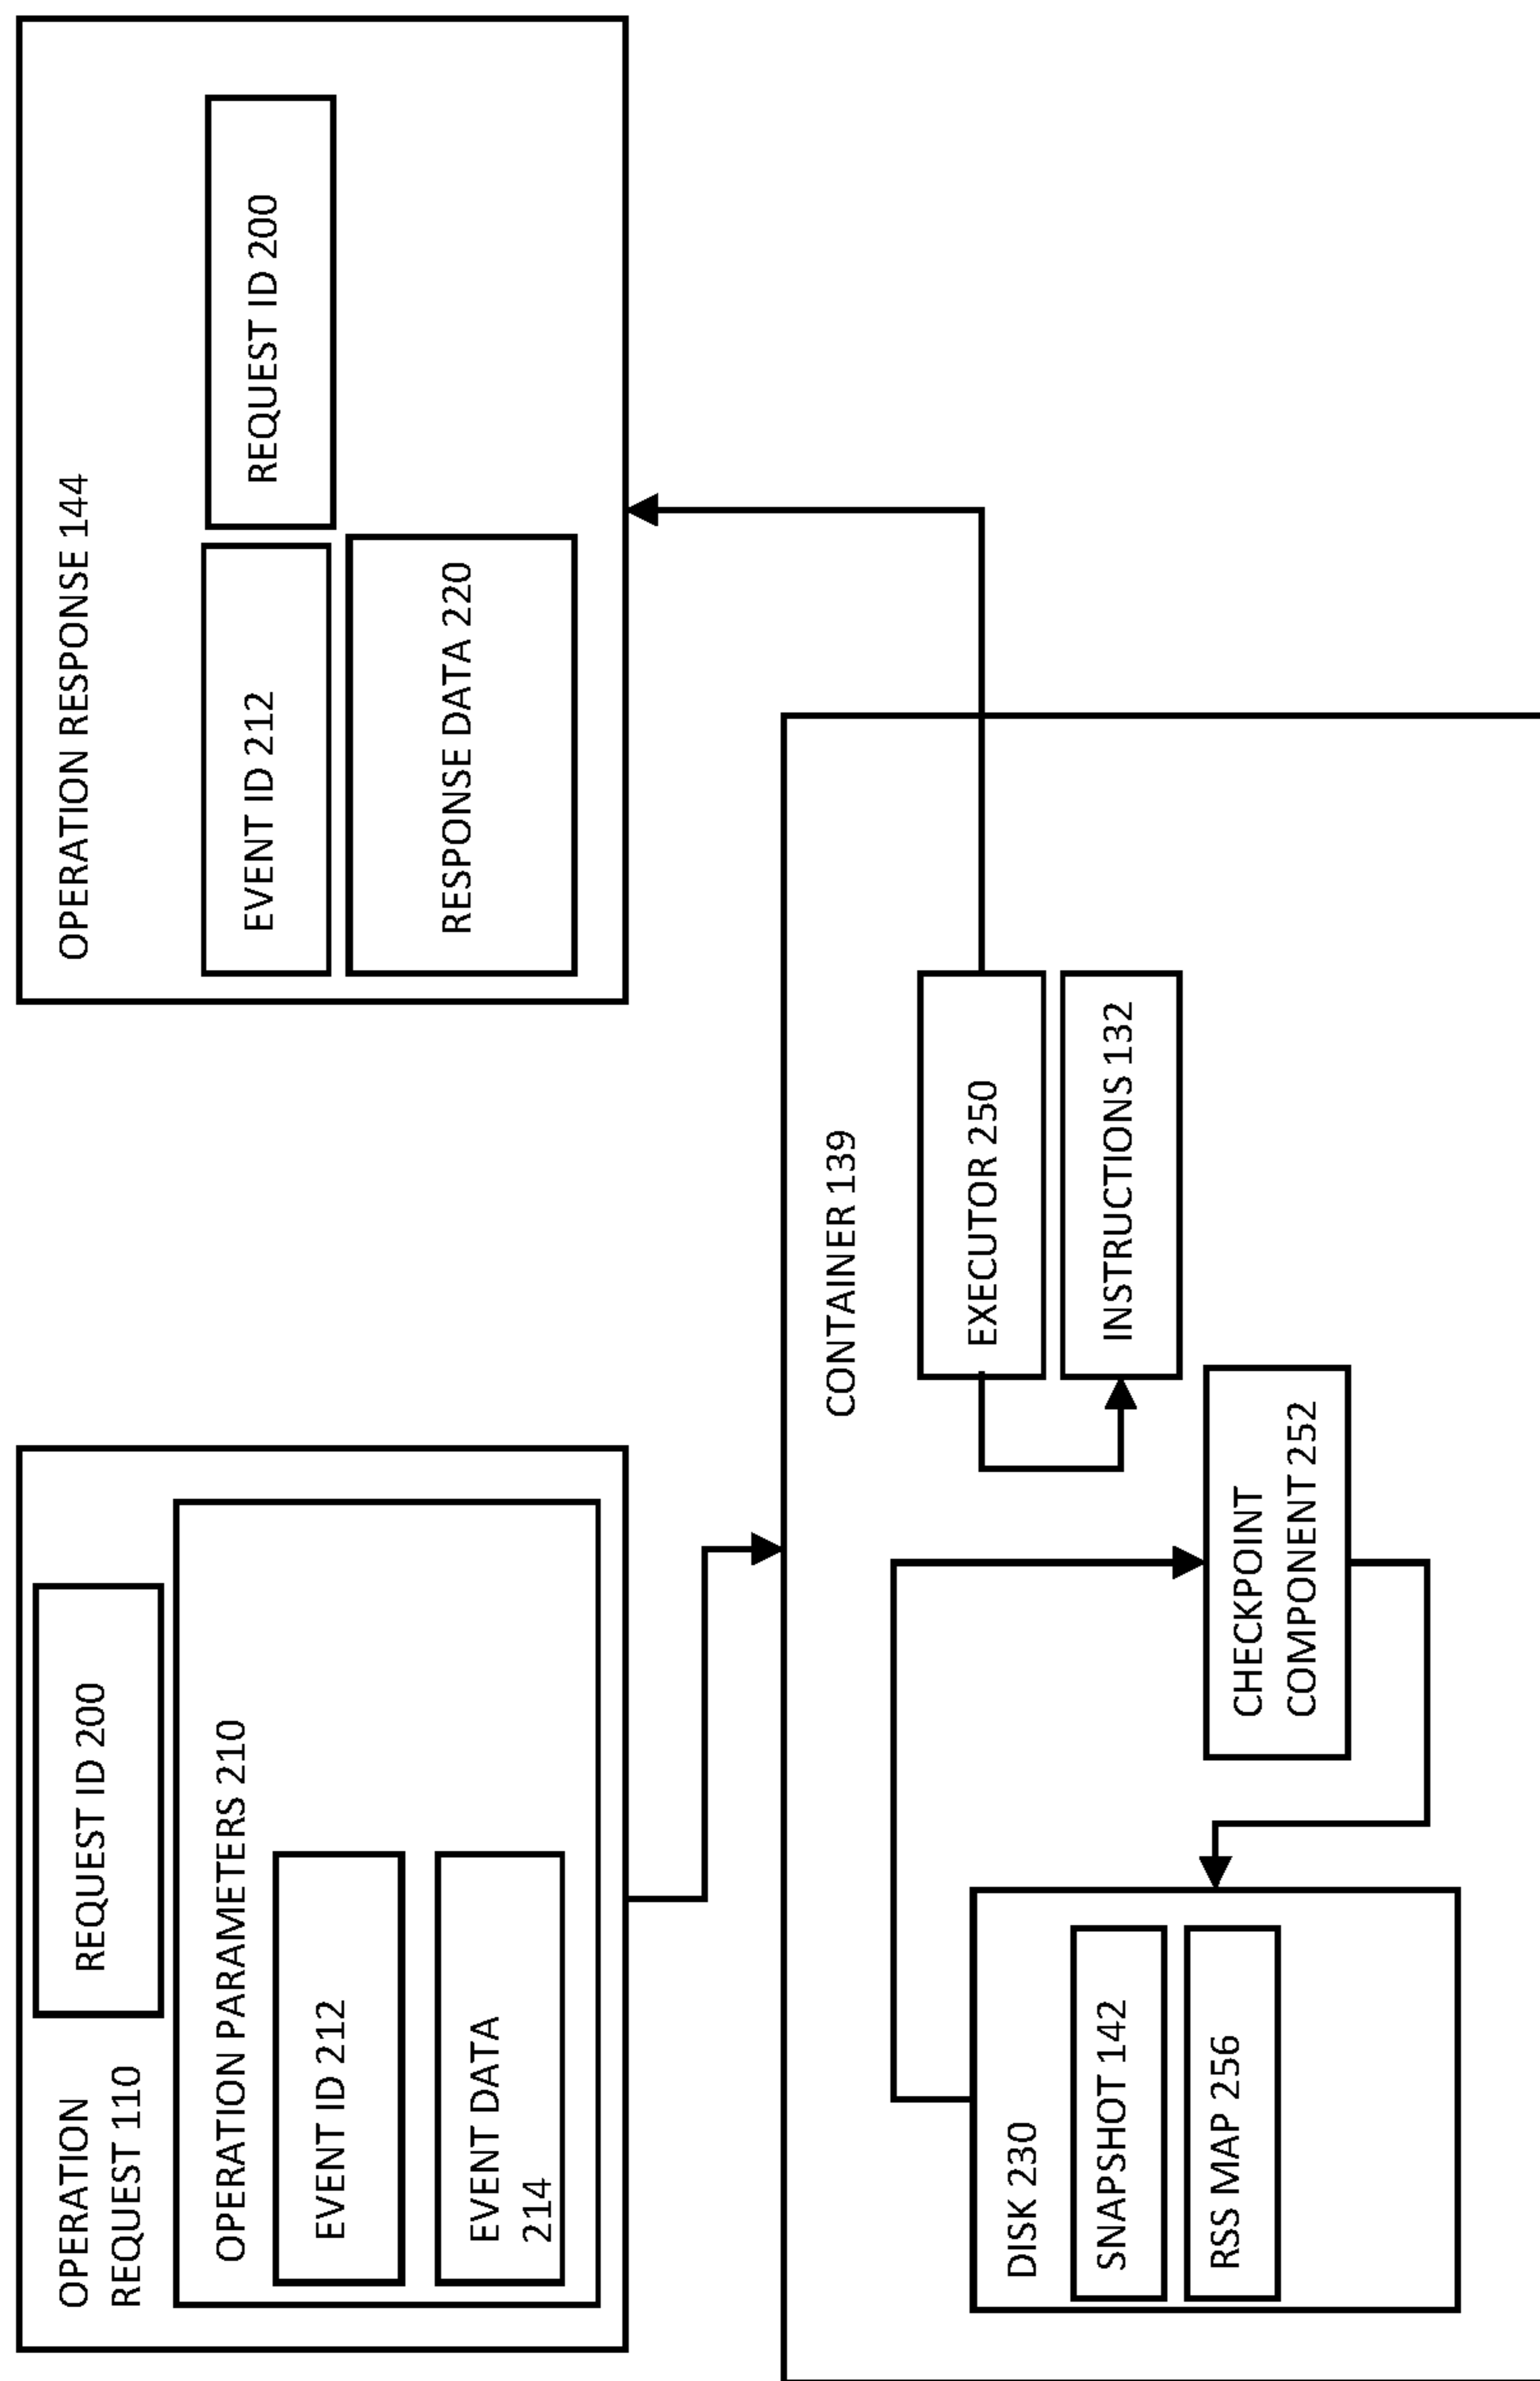 OPERATION
REQUEST 110
REQUEST ID 200
OPERATION PARAMETERS 210
EVENT ID 212
EVENT DATA
214
OPERATION RESPONSE 144
EVENT ID 212
REQUEST ID 200
RESPONSE DATA 220
CONTAINER 139
DISK 230
SNAPSHOT 142
RSS MAP 256
CHECKPOINT
COMPONENT 252
EXECUTOR 250
INSTRUCTIONS 132